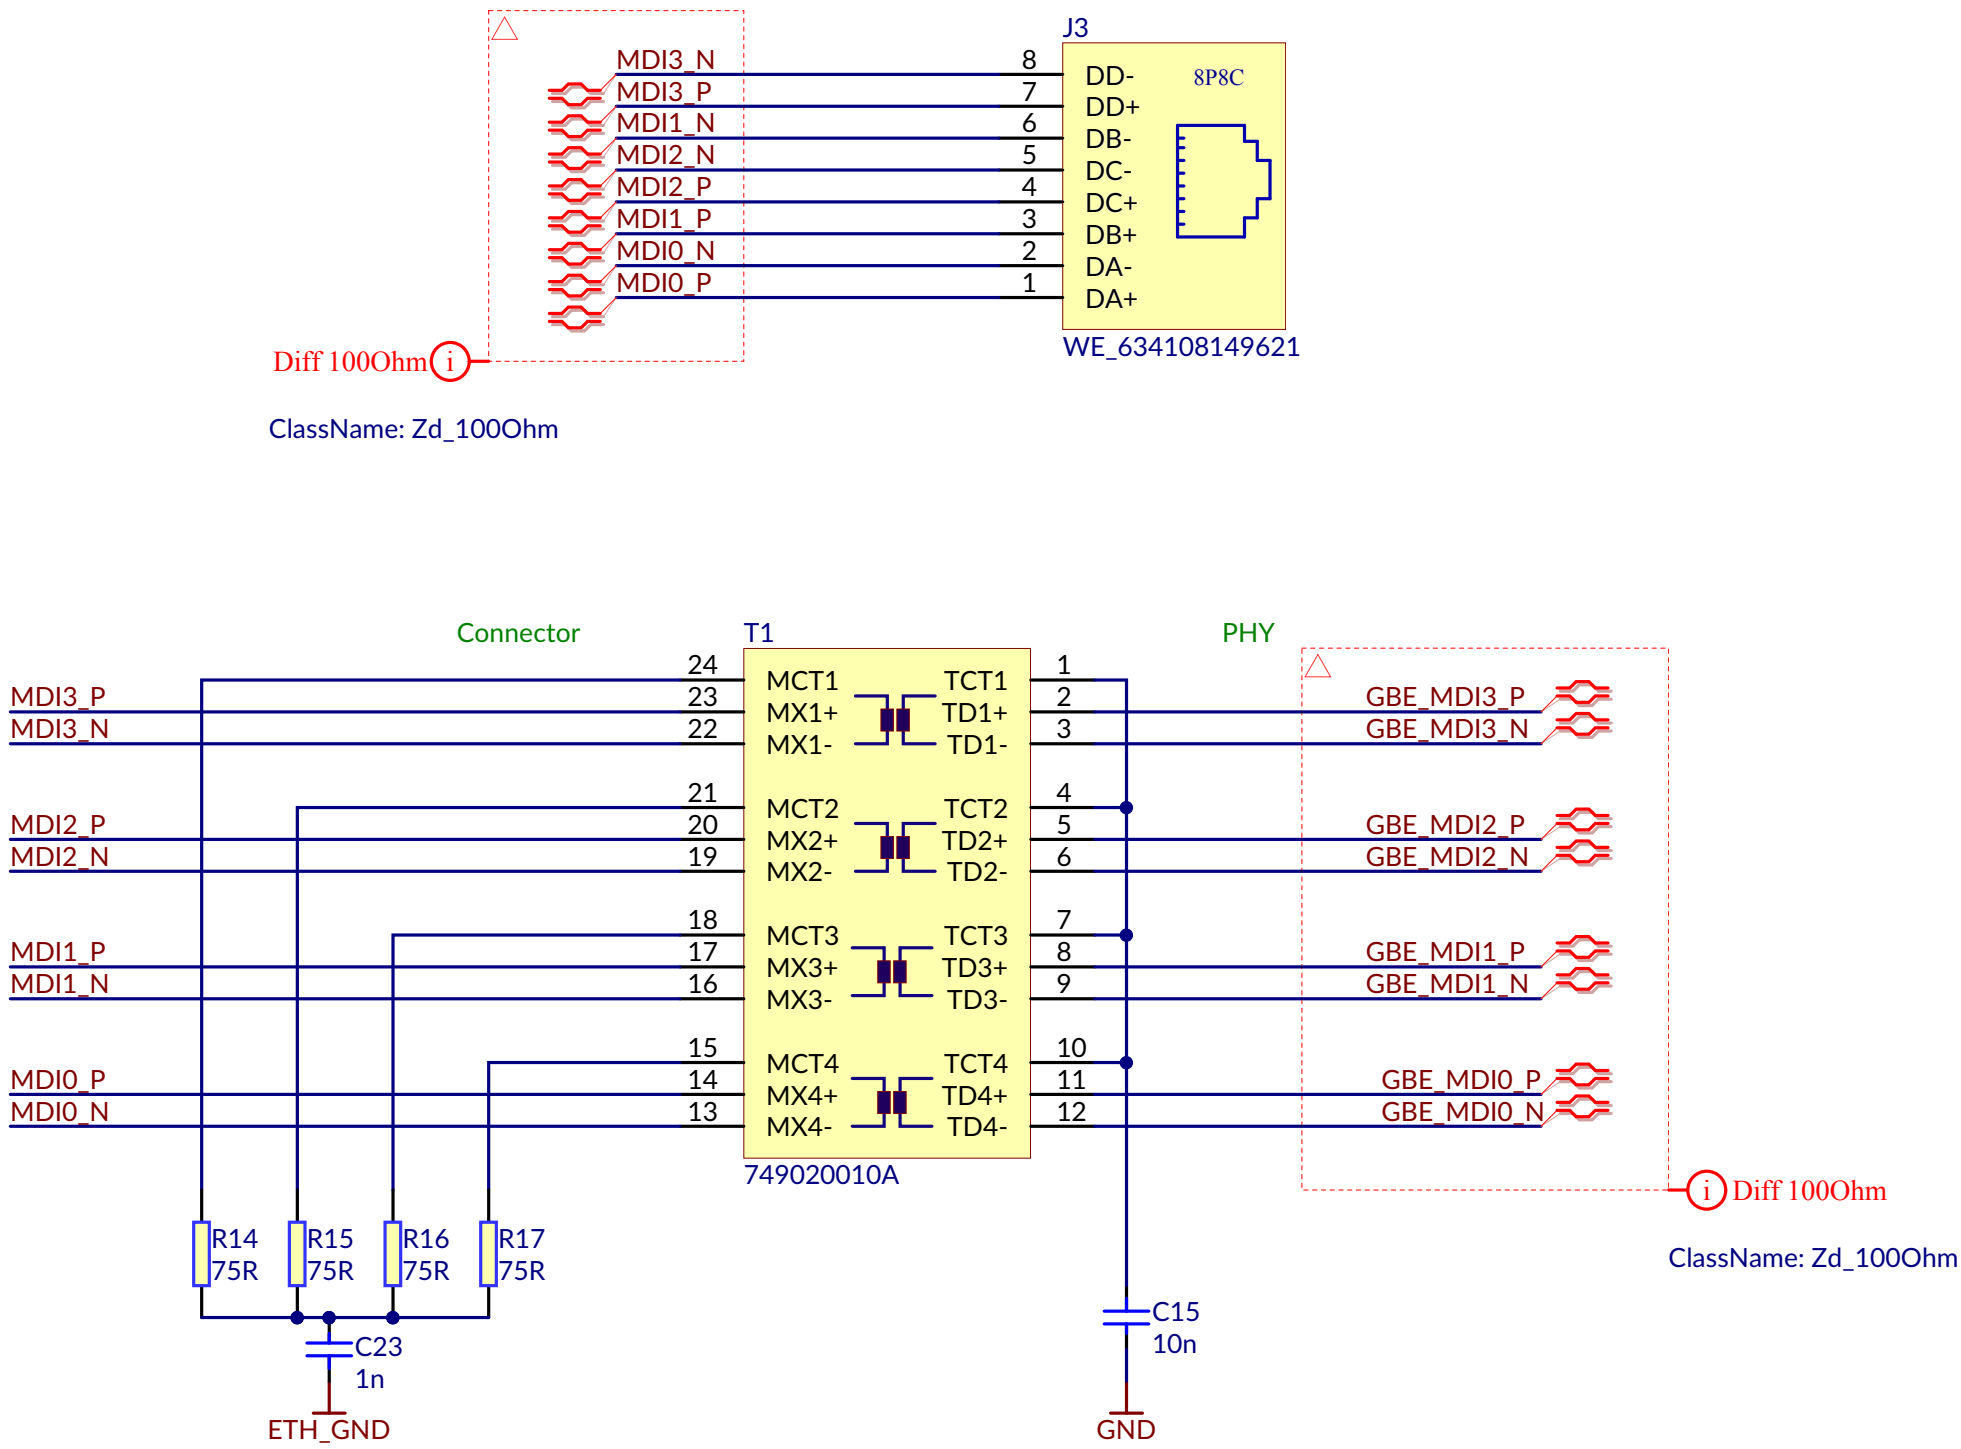 J3
8P8C
MDI3_N 8 DD-
MDI3_P 7 DD+
MDI1_N 6 DB-
MDI2_N 5 DC-
MDI2_P 4 DC+
MDI1_P 3 DB+
MDI0_N 2 DA-
MDI0_P 1 DA+
WE_634108149621
Diff 100Ohm i
ClassName: Zd_100Ohm
Connector T1 PHY
24 MCT1 TCT1 1
MDI3_P 23 MX1+ TD1+ 2 GBE_MDI3_P
MDI3_N 22 MX1- TD1- 3 GBE_MDI3_N
21 MCT2 TCT2 4
MDI2_P 20 MX2+ TD2+ 5 GBE_MDI2_P
MDI2_N 19 MX2- TD2- 6 GBE_MDI2_N
18 MCT3 TCT3 7
MDI1_P 17 MX3+ TD3+ 8 GBE_MDI1_P
MDI1_N 16 MX3- TD3- 9 GBE_MDI1_N
15 MCT4 TCT4 10
MDI0_P 14 MX4+ TD4+ 11 GBE_MDI0_P
MDI0_N 13 MX4- TD4- 12 GBE_MDI0_N
749020010A
i Diff 100Ohm
ClassName: Zd_100Ohm
R14 R15 R16 R17
75R 75R 75R 75R
C15
10n
C23
1n
ETH_GND GND